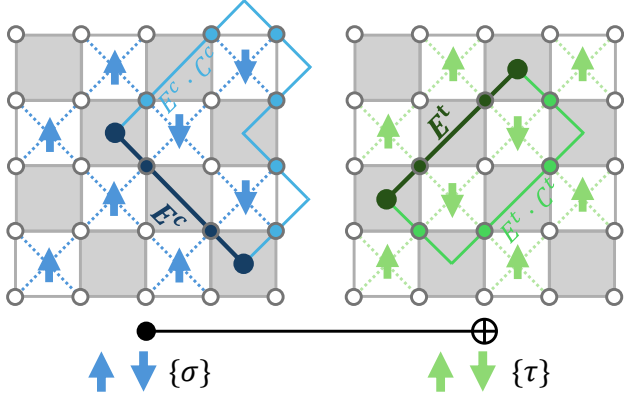 E^c · C^c
E^c
E^t
E^t · C^t
{σ}
{τ}